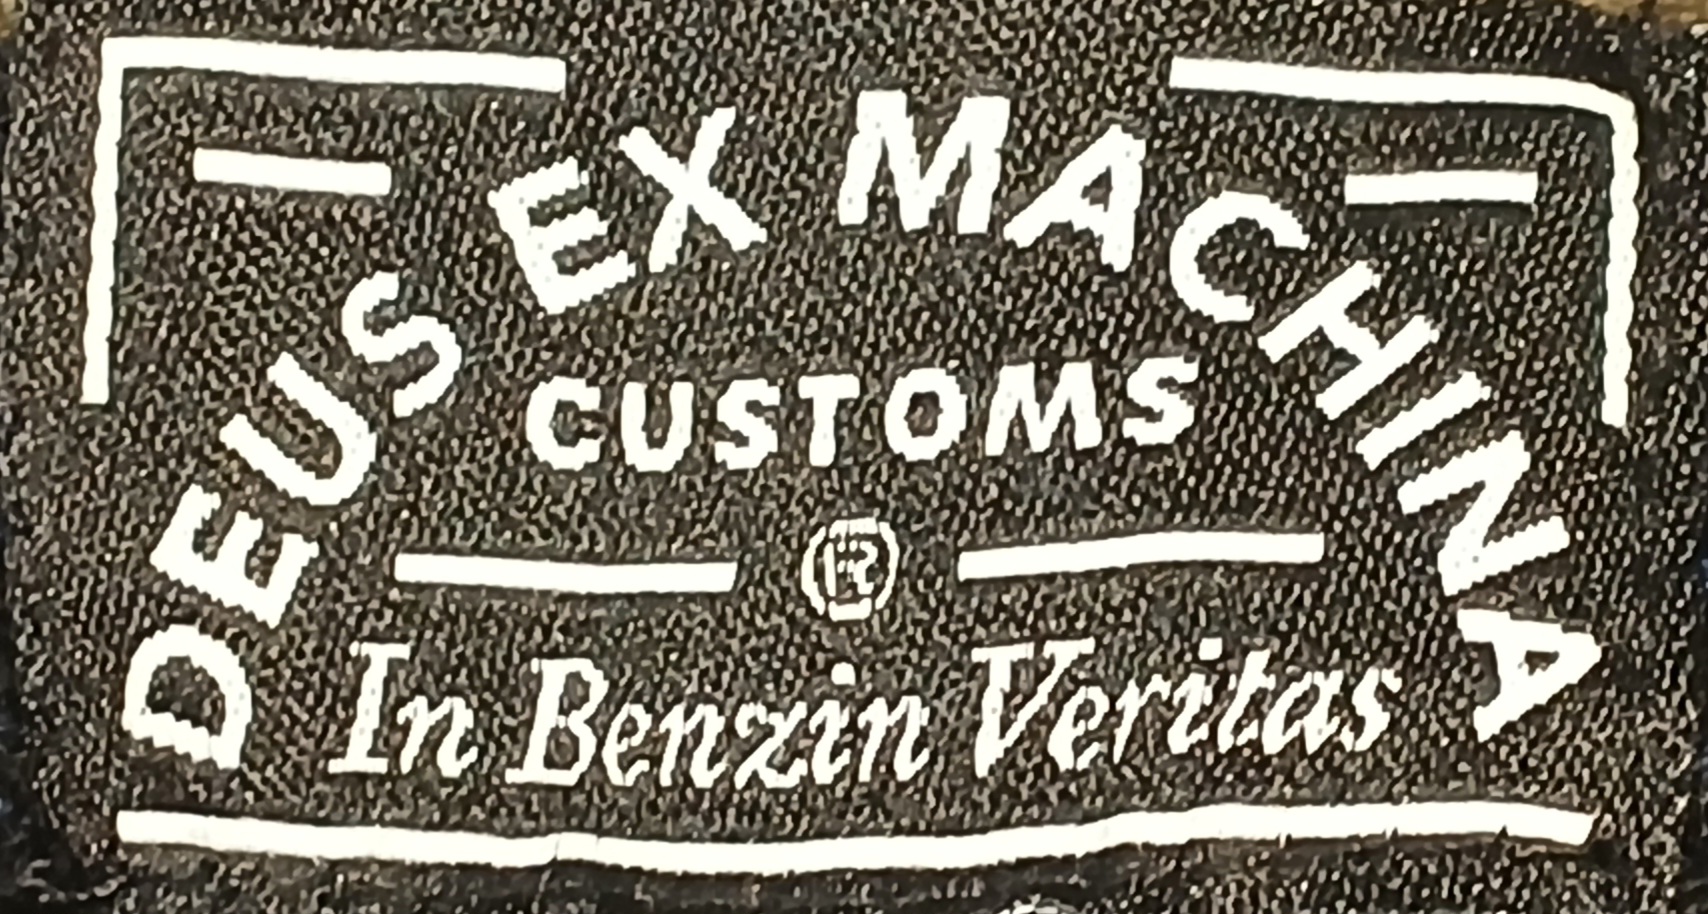 DEUS EX MACHINA
CUSTOMS
®
In Benzin Veritas